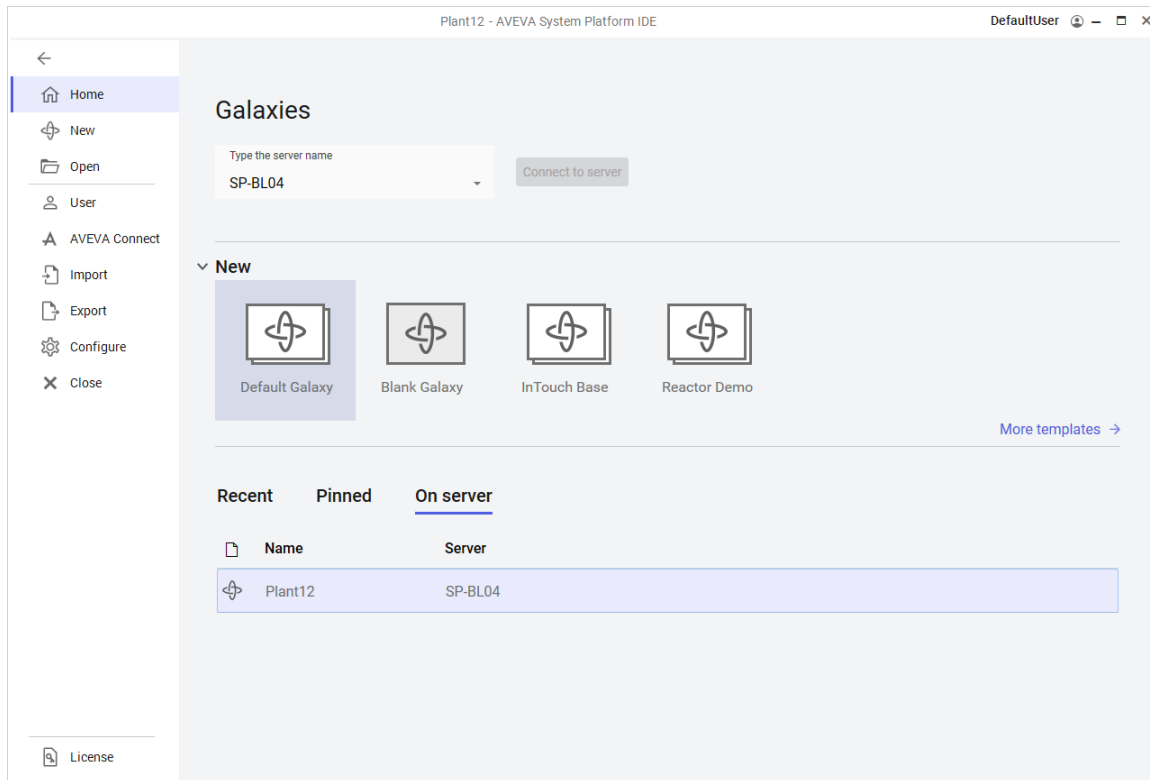 Plant12 - AVEVA System Platform IDE
DefaultUser
Home
New
Open
User
AVEVA Connect
Import
Export
Configure
Close
License
Galaxies
Type the server name
SP-BL04
Connect to server
New
Default Galaxy
Blank Galaxy
InTouch Base
Reactor Demo
More templates
Recent Pinned On server
Name Server
Plant12 SP-BL04